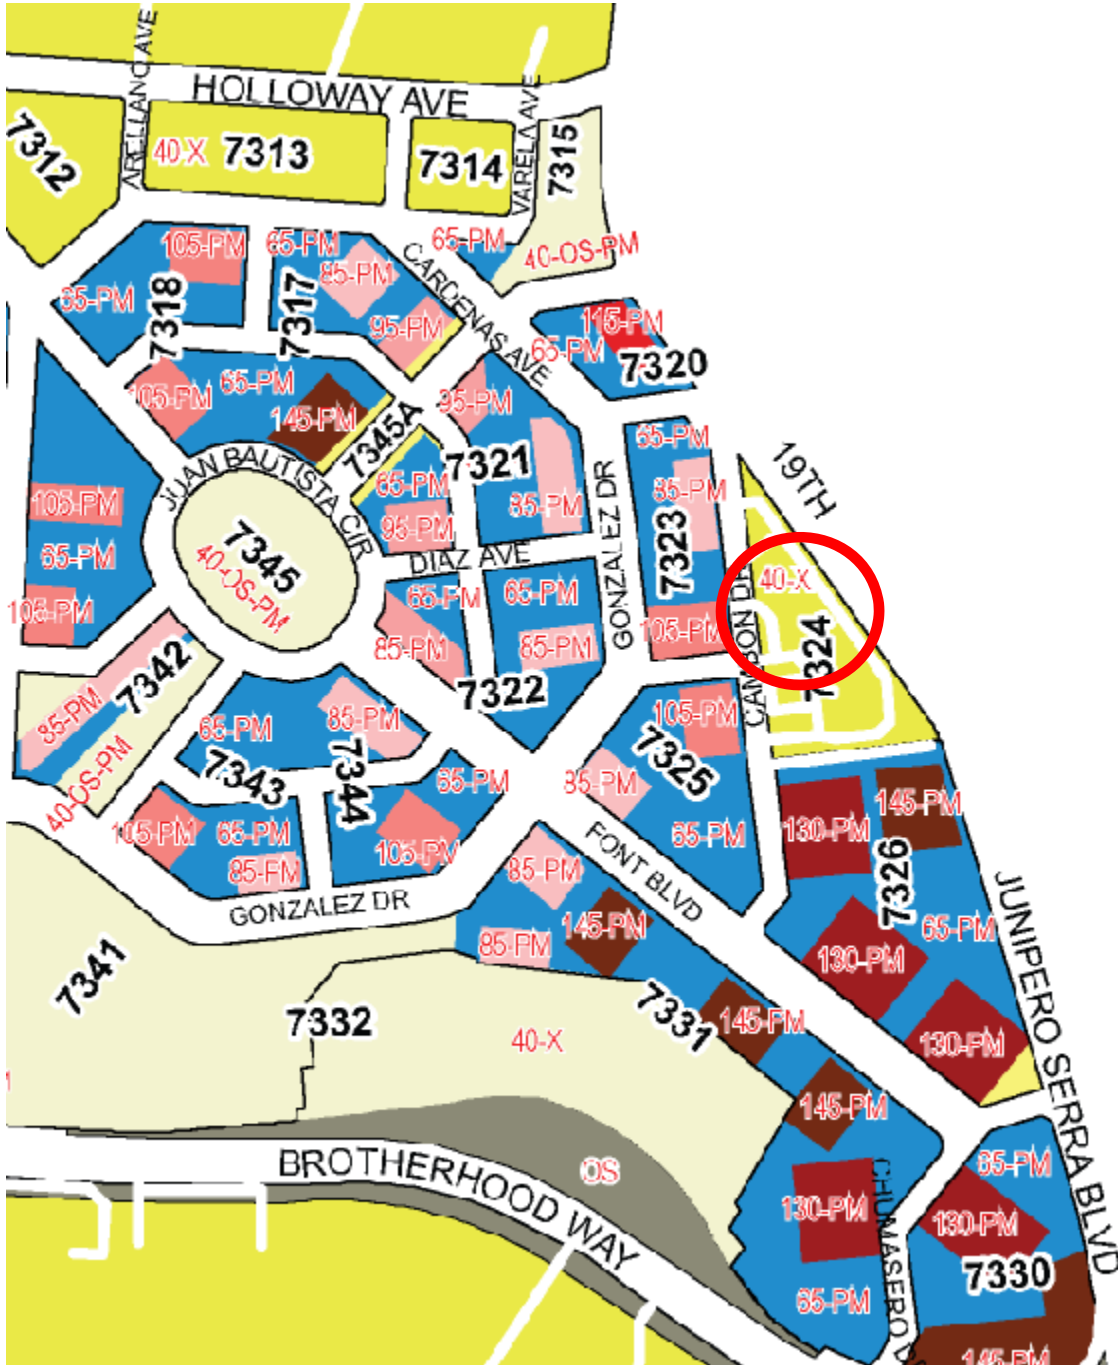 ARELLANO AVE
HOLLOWAY AVE
VARELA AVE
7312
40-X
7313
7314
7315
65-PM
40-OS-PM
105-PM
65-PM
85-PM
CARDENAS AVE
65-PM
7318
7317
95-PM
115-PM
65-PM
7320
105-PM
65-PM
145-PM
95-PM
7345A
65-PM
19TH
JUAN BAUTISTA CIR
7321
65-PM
85-PM
105-PM
95-PM
85-PM
GONZALEZ DR
7323
7345
40-OS-PM
65-PM
DIAZ AVE
40-X
105-PM
65-PM
65-PM
85-PM
85-PM
105-PM
CAMBON DR
7324
7342
7322
85-PM
65-PM
85-PM
105-PM
7325
40-OS-PM
7343
7344
65-PM
85-PM
65-PM
105-PM
65-PM
85-PM
105-PM
GONZALEZ DR
FONT BLVD
130-PM
145-PM
7326
85-PM
145-PM
85-PM
65-PM
130-PM
JUNIPERO SERRA BLVD
7341
7332
40-X
7331
145-PM
130-PM
145-PM
BROTHERHOOD WAY
OS
CHUMASERO DR
130-PM
65-PM
65-PM
130-PM
7330
145-PM